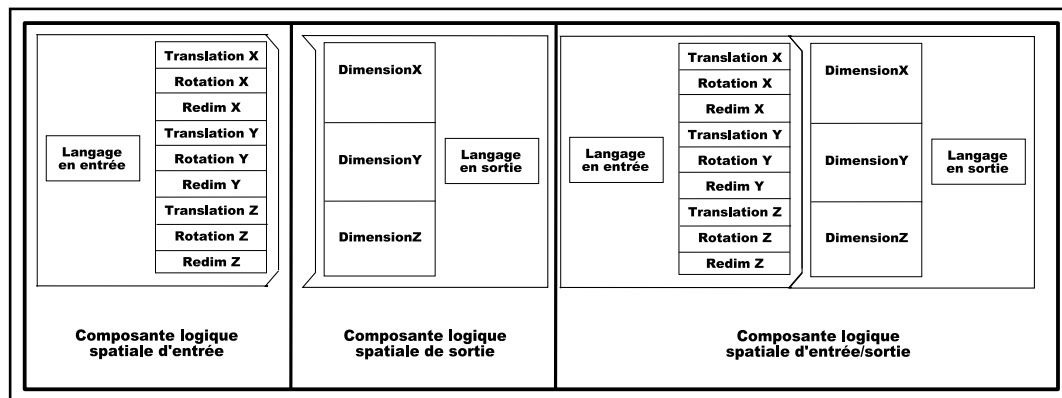 Langage
en entrée
Translation X
Rotation X
Redim X
Translation Y
Rotation Y
Redim Y
Translation Z
Rotation Z
Redim Z
Composante logique
spatiale d'entrée
DimensionX
DimensionY
DimensionZ
Langage
en sortie
Composante logique
spatiale de sortie
Langage
en entrée
Translation X
Rotation X
Redim X
Translation Y
Rotation Y
Redim Y
Translation Z
Rotation Z
Redim Z
DimensionX
DimensionY
DimensionZ
Langage
en sortie
Composante logique
spatiale d'entrée/sortie